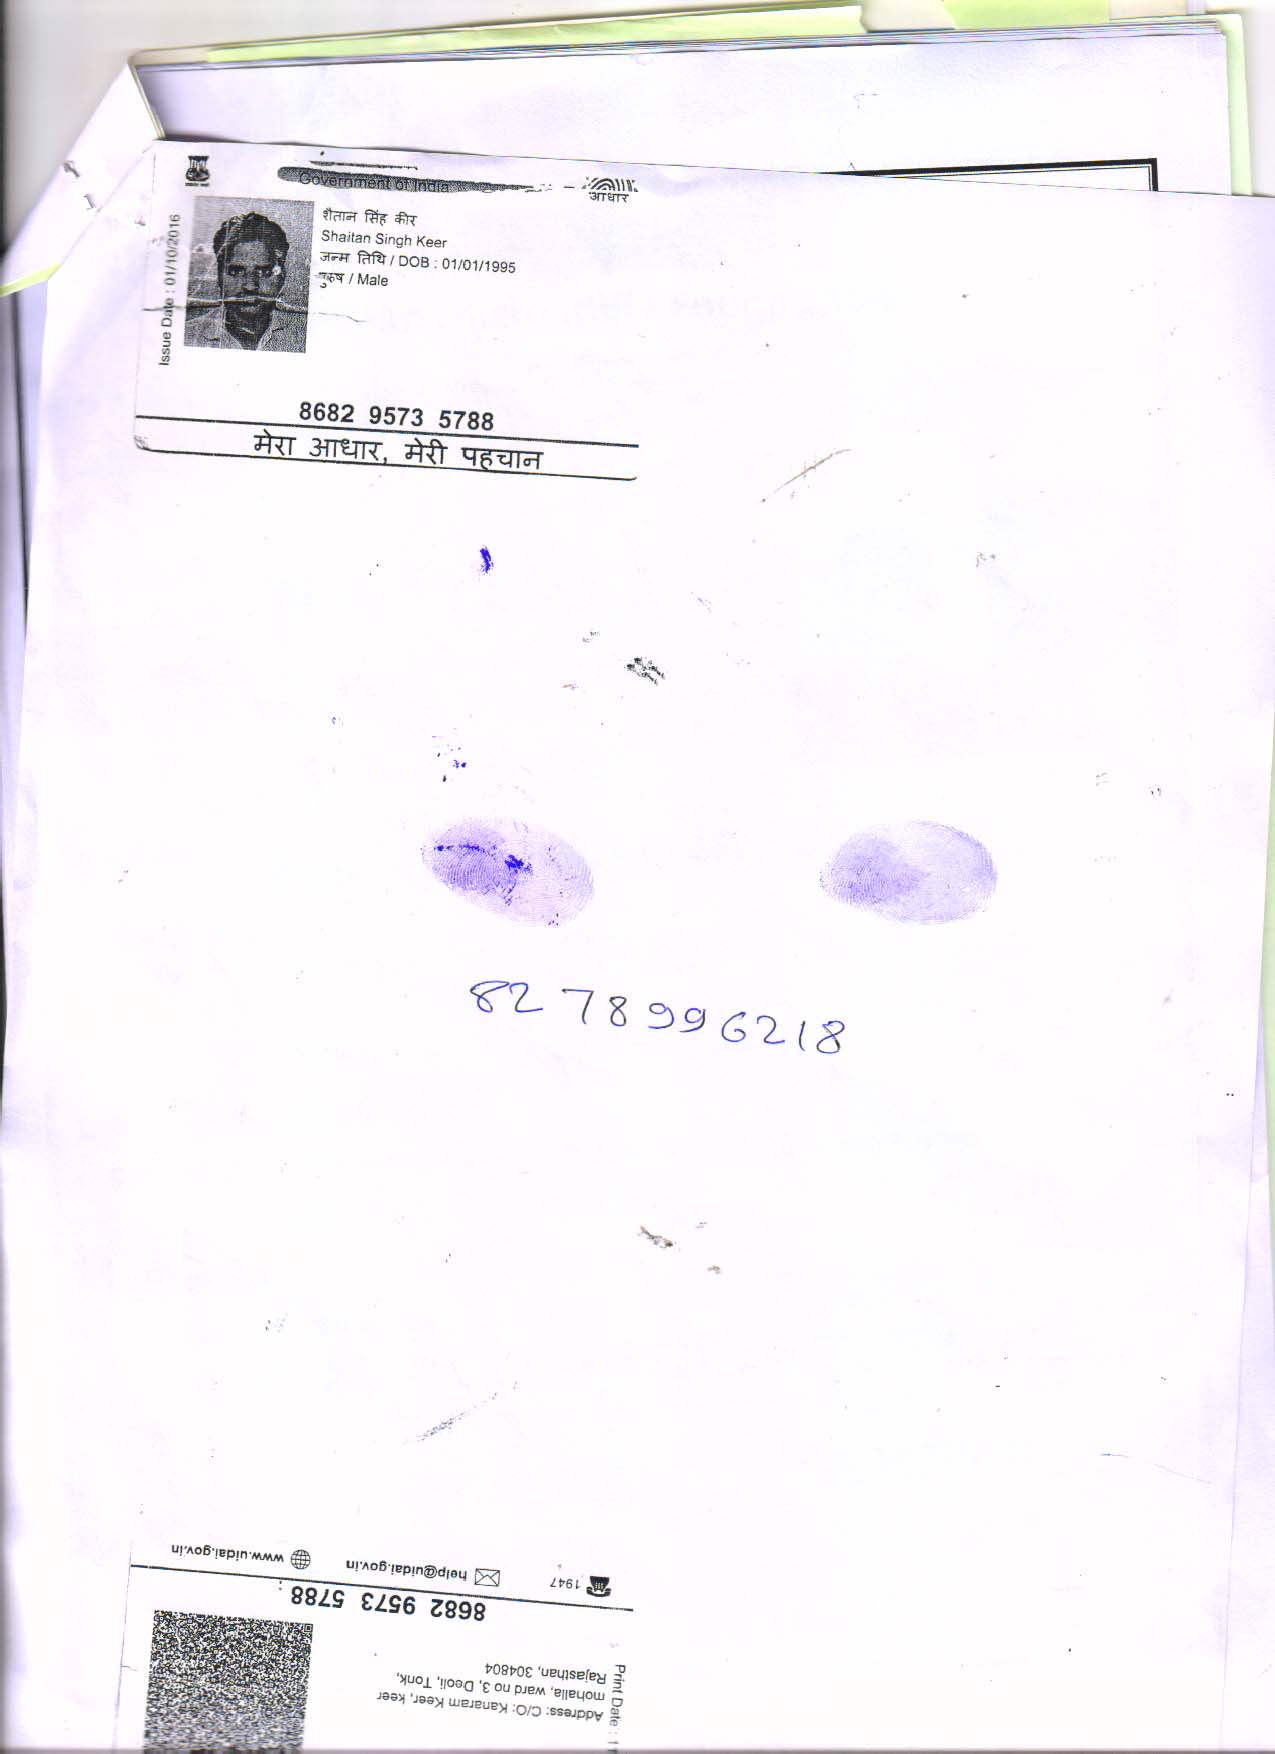 Government of India
आधार
Issue Date : 01/10/2016
शैतान सिंह कीर
Shaitan Singh Keer
जन्म तिथि / DOB : 01/01/1995
पुरुष / Male
8682 9573 5788
मेरा आधार, मेरी पहचान
8278996218
Print Date :
Address: C/O: Kanaram Keer, keer
mohalla, ward no 3, Deoli, Tonk,
Rajasthan, 304804
8682 9573 5788
1947 help@uidai.gov.in www.uidai.gov.in